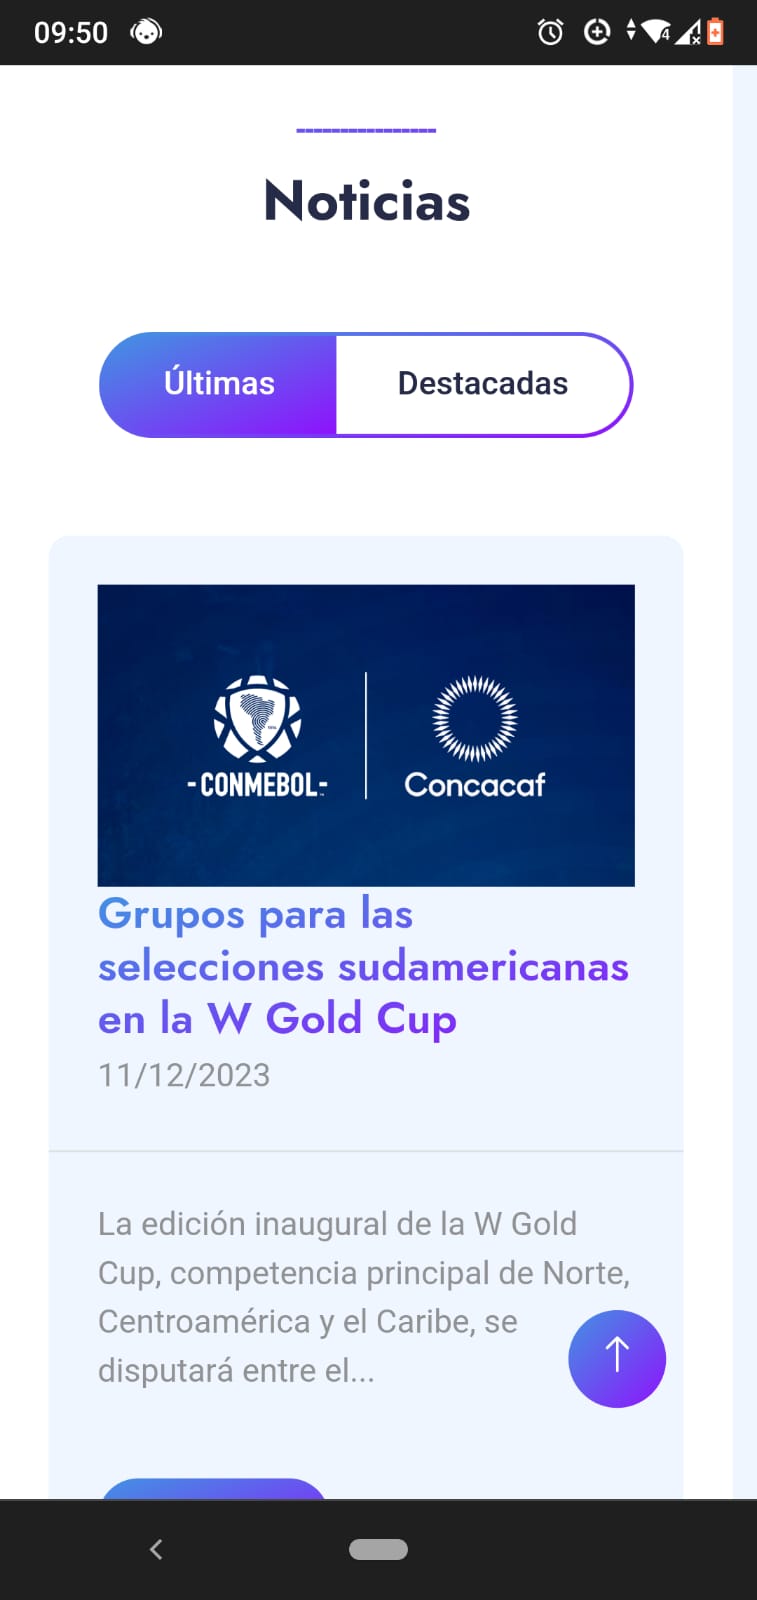 09:50
4
Noticias
Últimas
Destacadas
-CONMEBOL-
Concacaf
Grupos para las
selecciones sudamericanas
en la W Gold Cup
11/12/2023
La edición inaugural de la W Gold
Cup, competencia principal de Norte,
Centroamérica y el Caribe, se
disputará entre el...